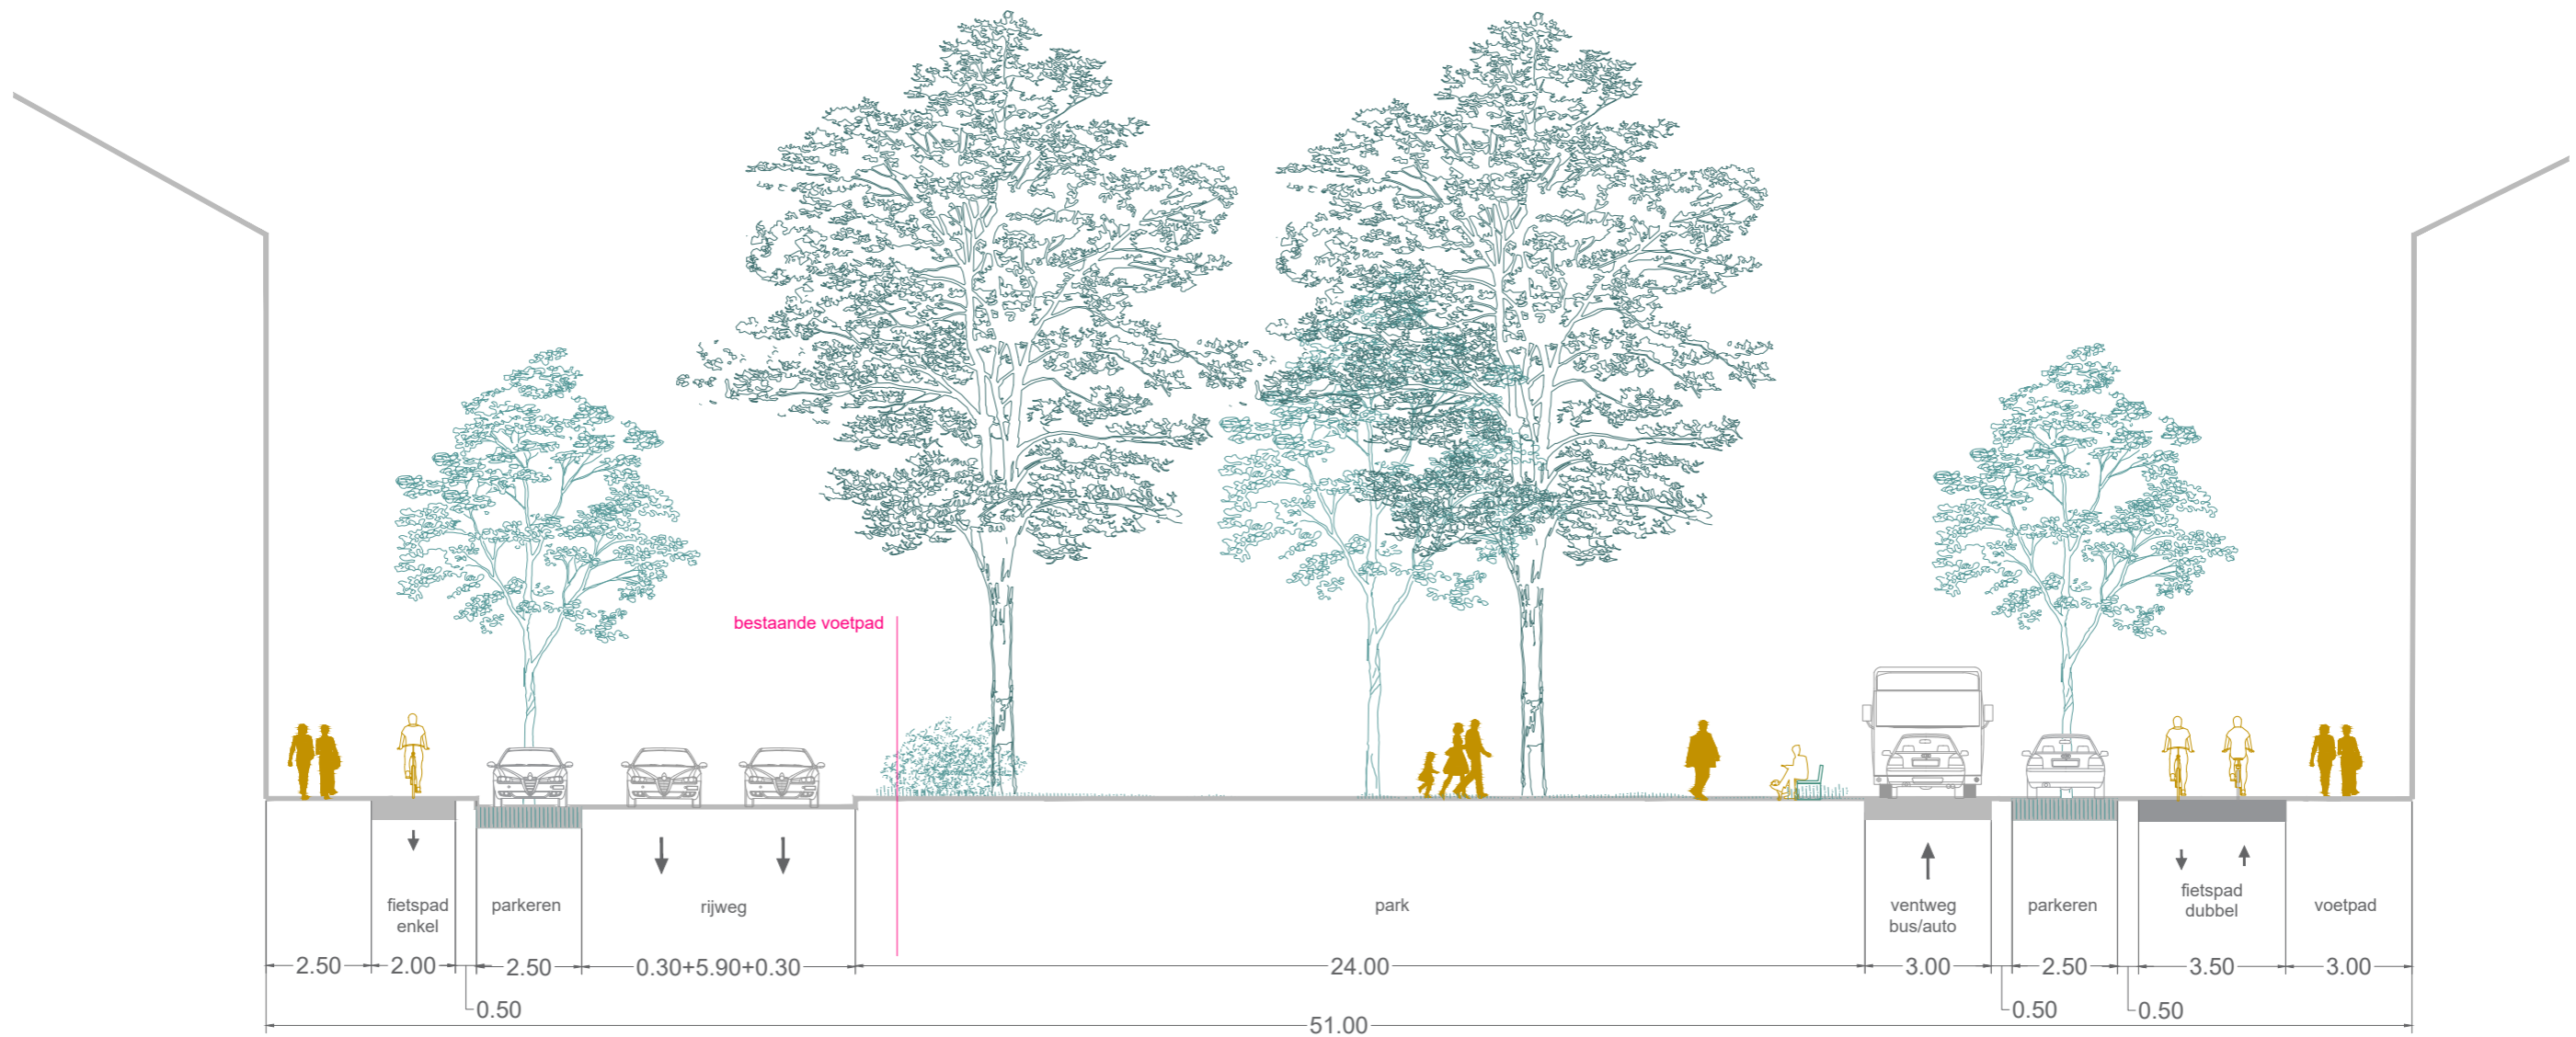 bestaande voetpad
fietspad
enkel
parkeren
rijweg
park
ventweg
bus/auto
parkeren
fietspad
dubbel
voetpad
2.50
2.00
2.50
0.30+5.90+0.30
24.00
3.00
2.50
3.50
3.00
0.50
0.50
0.50
51.00